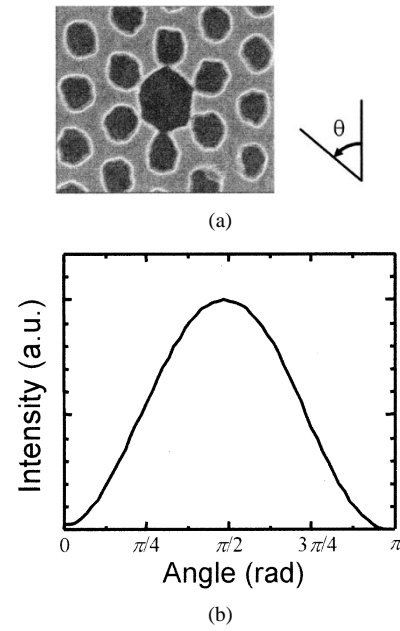 θ
(a)
Intensity (a.u.)
0 π/4 π/2 3π/4 π
Angle (rad)
(b)